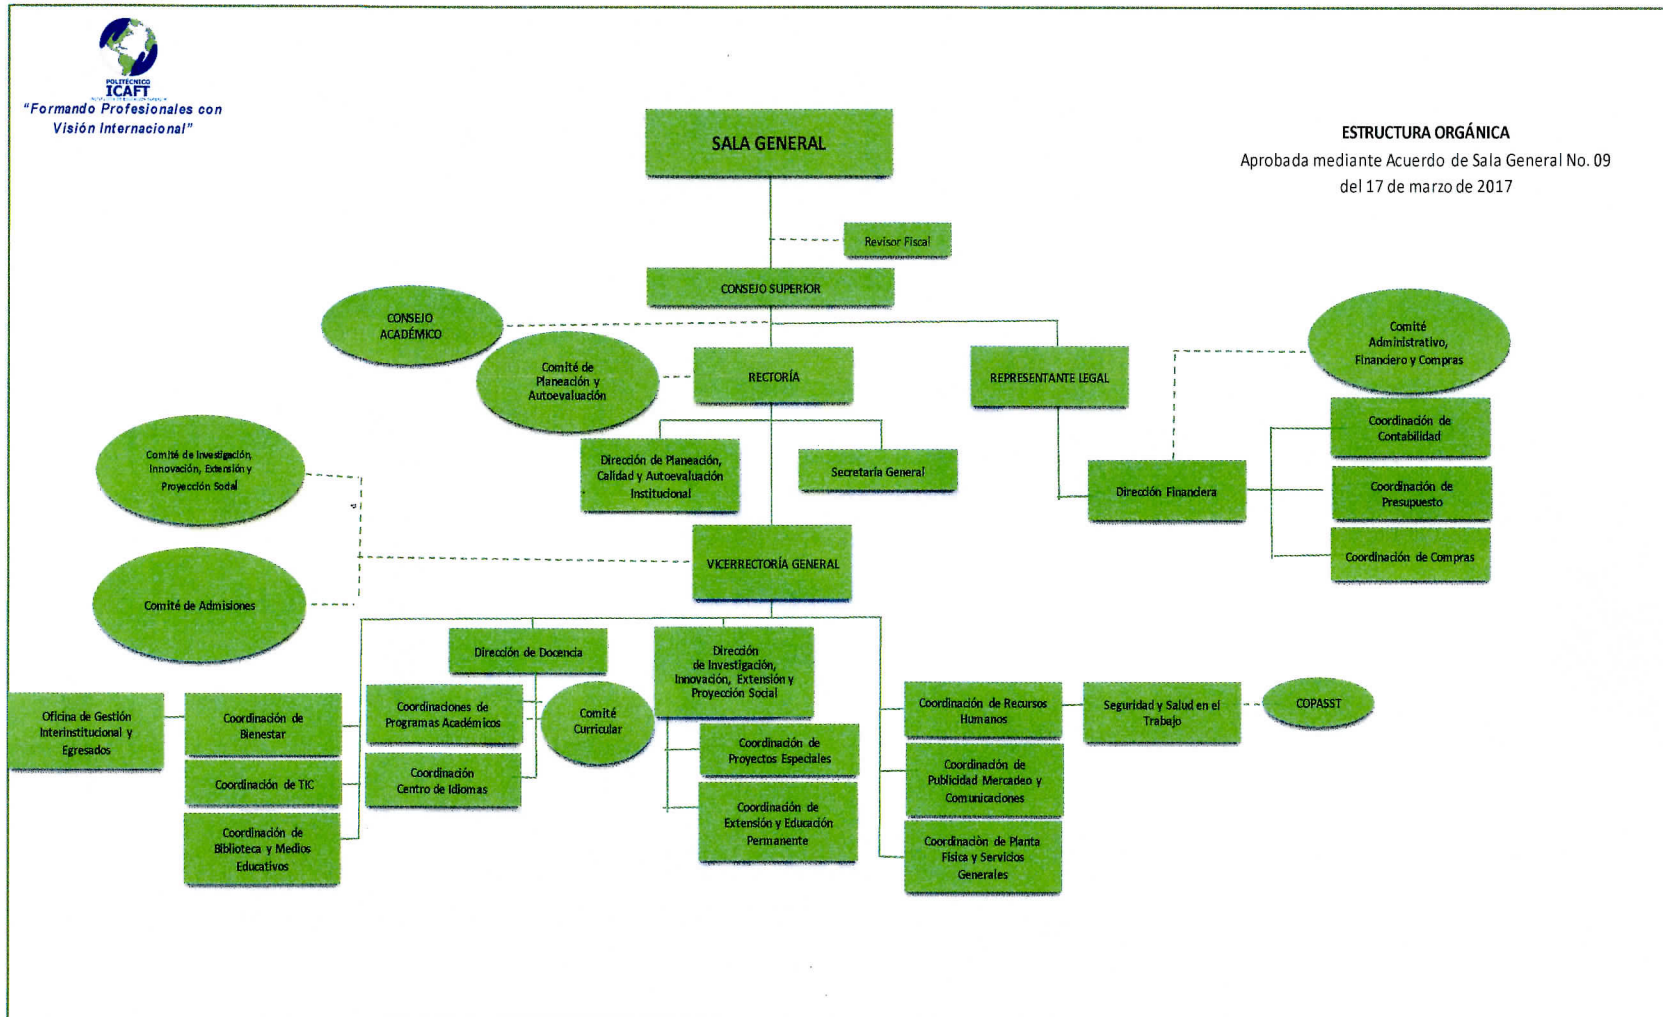 POLITÉCNICO
ICAFT
"Formando Profesionales con
Visión Internacional"
SALA GENERAL
ESTRUCTURA ORGÁNICA
Aprobada mediante Acuerdo de Sala General No. 09
del 17 de marzo de 2017
Revisor Fiscal
CONSEJO SUPERIOR
CONSEJO
ACADÉMICO
Comité de
Planeación y
Autoevaluación
RECTORÍA
REPRESENTANTE LEGAL
Comité
Administrativo,
Financiero y Compras
Coordinación de
Contabilidad
Comité de Investigación,
Innovación, Extensión y
Proyección Social
Dirección de Planeación,
Calidad y Autoevaluación
Institucional
Secretaría General
Dirección Financiera
Coordinación de
Presupuesto
Coordinación de Compras
VICERRECTORÍA GENERAL
Comité de Admisiones
Dirección de Docencia
Dirección
de Investigación,
Innovación, Extensión y
Proyección Social
Oficina de Gestión
Interinstitucional y
Egresados
Coordinación de
Bienestar
Coordinaciones de
Programas Académicos
Comité
Curricular
Coordinación de Recursos
Humanos
Seguridad y Salud en el
Trabajo
COPASST
Coordinación de TIC
Coordinación
Centro de Idiomas
Coordinación de
Proyectos Especiales
Coordinación de
Publicidad Mercadeo y
Comunicaciones
Coordinación de
Biblioteca y Medios
Educativos
Coordinación de
Extensión y Educación
Permanente
Coordinación de Planta
Física y Servicios
Generales